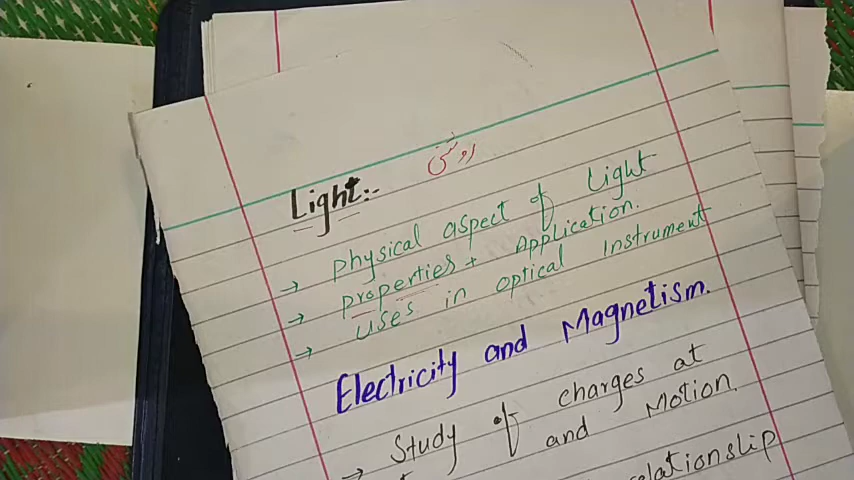 Light:- روشنی
→ physical aspect of Light
→ properties + Application.
→ uses in optical instrument
Electricity and Magnetism.
→ Study of charges at
and Motion.
relationship